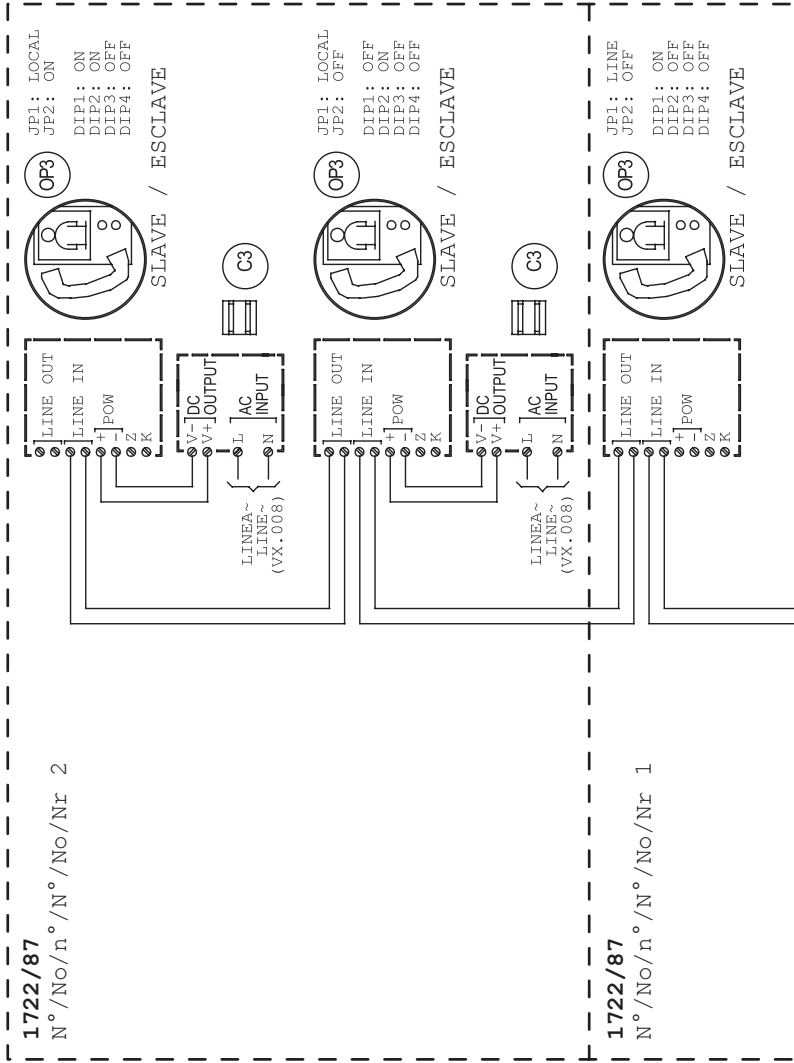 1722/87
N°/No/n°/N°/No/Nr 2
OP3
JP1: LOCAL
JP2: ON
DIP1: ON
DIP2: ON
DIP3: OFF
DIP4: OFF
SLAVE / ESCLAVE
LINE OUT
LINE IN
+
-
POW
Z
K
C3
V-
V+
DC
OUTPUT
L
N
AC
INPUT
LINEA~
LINE~
(VX.008)
OP3
JP1: LOCAL
JP2: OFF
DIP1: OFF
DIP2: ON
DIP3: OFF
DIP4: OFF
SLAVE / ESCLAVE
LINE OUT
LINE IN
+
-
POW
Z
K
C3
V-
V+
DC
OUTPUT
L
N
AC
INPUT
LINEA~
LINE~
(VX.008)
1722/87
N°/No/n°/N°/No/Nr 1
OP3
JP1: LINE
JP2: OFF
DIP1: ON
DIP2: OFF
DIP3: OFF
DIP4: OFF
SLAVE / ESCLAVE
LINE OUT
LINE IN
+
-
POW
Z
K